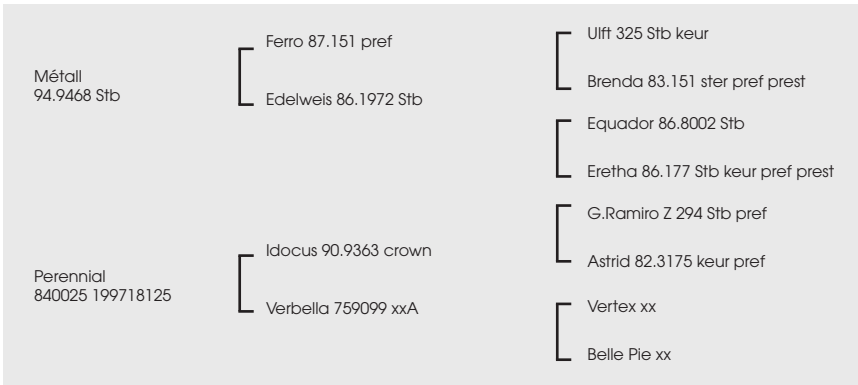 Métall
94.9468 Stb
Ferro 87.151 pref
Edelweis 86.1972 Stb
Ulft 325 Stb keur
Brenda 83.151 ster pref prest
Equador 86.8002 Stb
Eretha 86.177 Stb keur pref prest
Perennial
840025 199718125
Idocus 90.9363 crown
Verbella 759099 xxA
G.Ramiro Z 294 Stb pref
Astrid 82.3175 keur pref
Vertex xx
Belle Pie xx